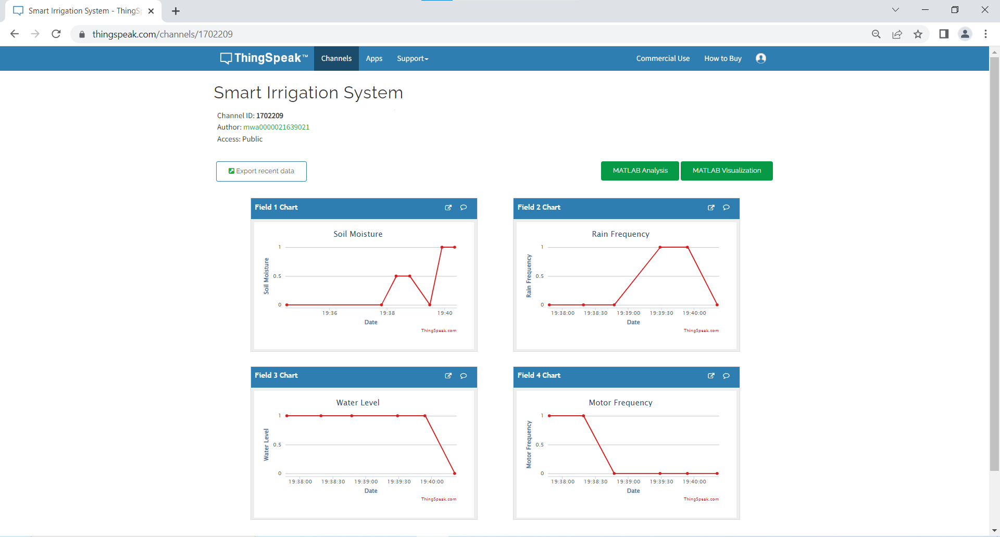 Smart Irrigation System - ThingS
thingspeak.com/channels/1702209
ThingSpeak™ Channels Apps Support Commercial Use How to Buy
Smart Irrigation System
Channel ID: 1702209
Author: mwa0000021639021
Access: Public
Export recent data
MATLAB Analysis MATLAB Visualization
Field 1 Chart
Soil Moisture
Soil Moisture
1
0.5
0
19:36 19:38 19:40
Date
ThingSpeak.com
Field 2 Chart
Rain Frequency
Rain Frequency
1
0.5
0
19:38:00 19:38:30 19:39:00 19:39:30 19:40:00
Date
ThingSpeak.com
Field 3 Chart
Water Level
Water Level
1
0.5
0
19:38:00 19:38:30 19:39:00 19:39:30 19:40:00
Date
ThingSpeak.com
Field 4 Chart
Motor Frequency
Motor Frequency
1
0.5
0
19:38:00 19:38:30 19:39:00 19:39:30 19:40:00
Date
ThingSpeak.com